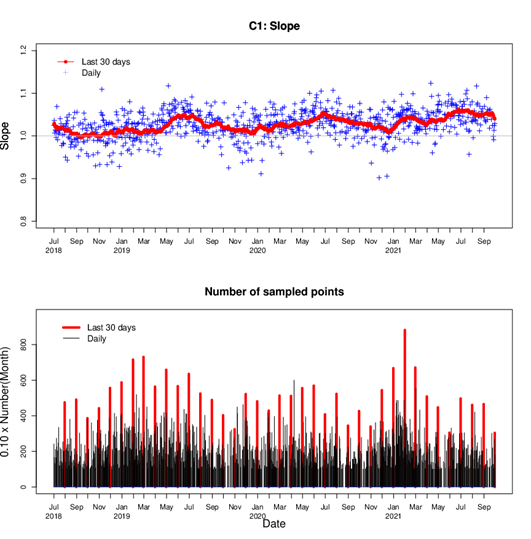 C1: Slope
1.2
Last 30 days
Daily
1.1
Slope
1.0
0.9
0.8
Jul Sep Nov Jan Mar May Jul Sep Nov Jan Mar May Jul Sep Nov Jan Mar May Jul Sep
2018 2019 2020 2021
Number of sampled points
Last 30 days
Daily
800
600
0.10 x Number(Month)
400
200
0
Jul Sep Nov Jan Mar May Jul Sep Nov Jan Mar May Jul Sep Nov Jan Mar May Jul Sep
2018 2019 2020 2021
Date